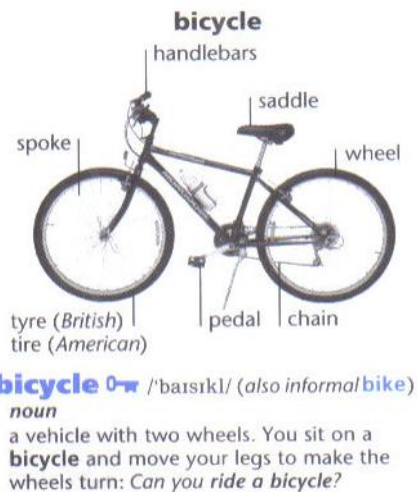 bicycle
handlebars
saddle
spoke
wheel
tyre (British)
tire (American)
pedal
chain
bicycle /ˈbaɪsɪkl/ (also informal bike)
noun
a vehicle with two wheels. You sit on a
bicycle and move your legs to make the
wheels turn: Can you ride a bicycle?